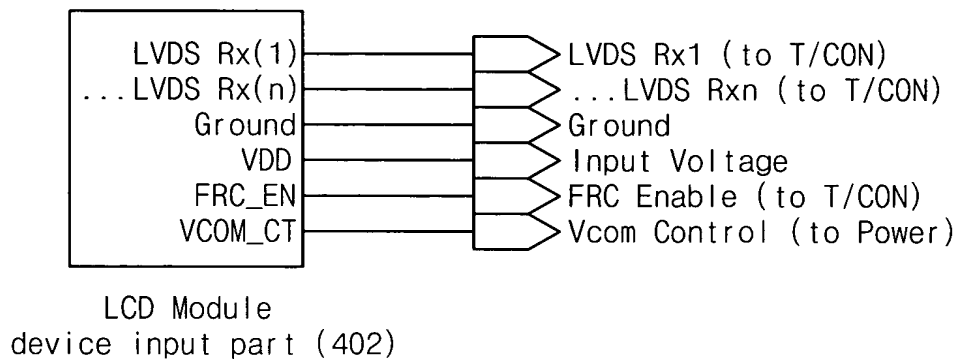 LVDS Rx(1) LVDS Rx1 (to T/CON)
...LVDS Rx(n) ...LVDS Rxn (to T/CON)
Ground Ground
VDD Input Voltage
FRC_EN FRC Enable (to T/CON)
VCOM_CT Vcom Control (to Power)
LCD Module
device input part (402)